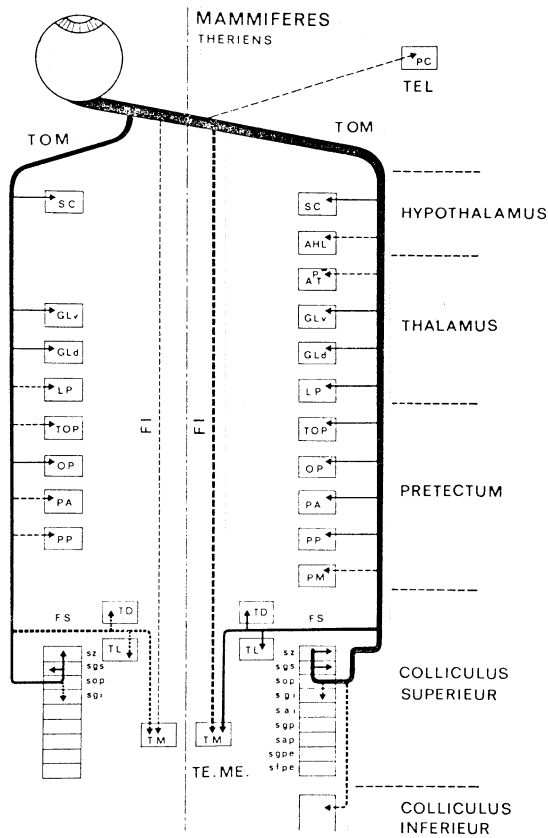 MAMMIFERES
THERIENS
PC
TEL
TOM
TOM
SC
SC
HYPOTHALAMUS
AHL
AT
GLv
GLv
THALAMUS
GLd
GLd
LP
LP
TOP
TOP
FI
FI
OP
OP
PRETECTUM
PA
PA
PP
PP
PM
FS
TD
TD
FS
TL
TL
sz
sz
sgs
sgs
sop
sop
sgi
sgi
COLLICULUS
SUPERIEUR
sai
sgp
TM
TM
sap
sgpe
sfpe
TE. ME.
COLLICULUS
INFERIEUR